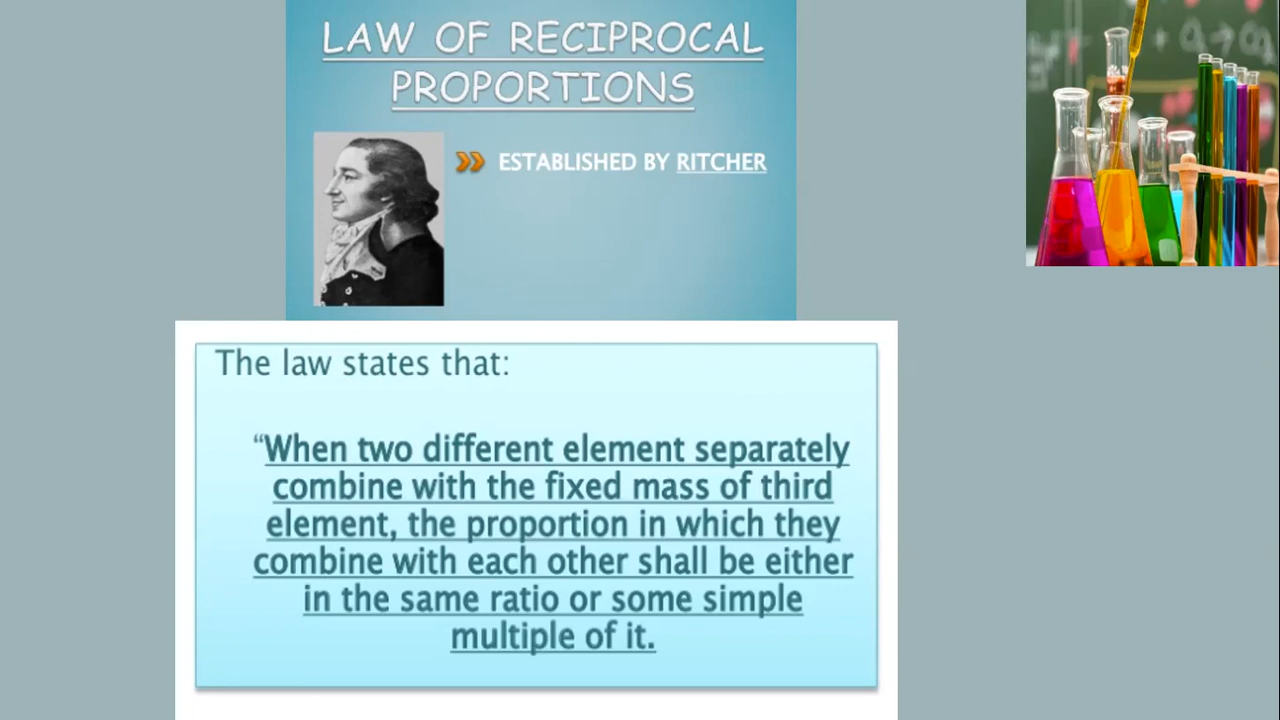 LAW OF RECIPROCAL
PROPORTIONS
ESTABLISHED BY RITCHER
The law states that:
“When two different element separately
combine with the fixed mass of third
element, the proportion in which they
combine with each other shall be either
in the same ratio or some simple
multiple of it.